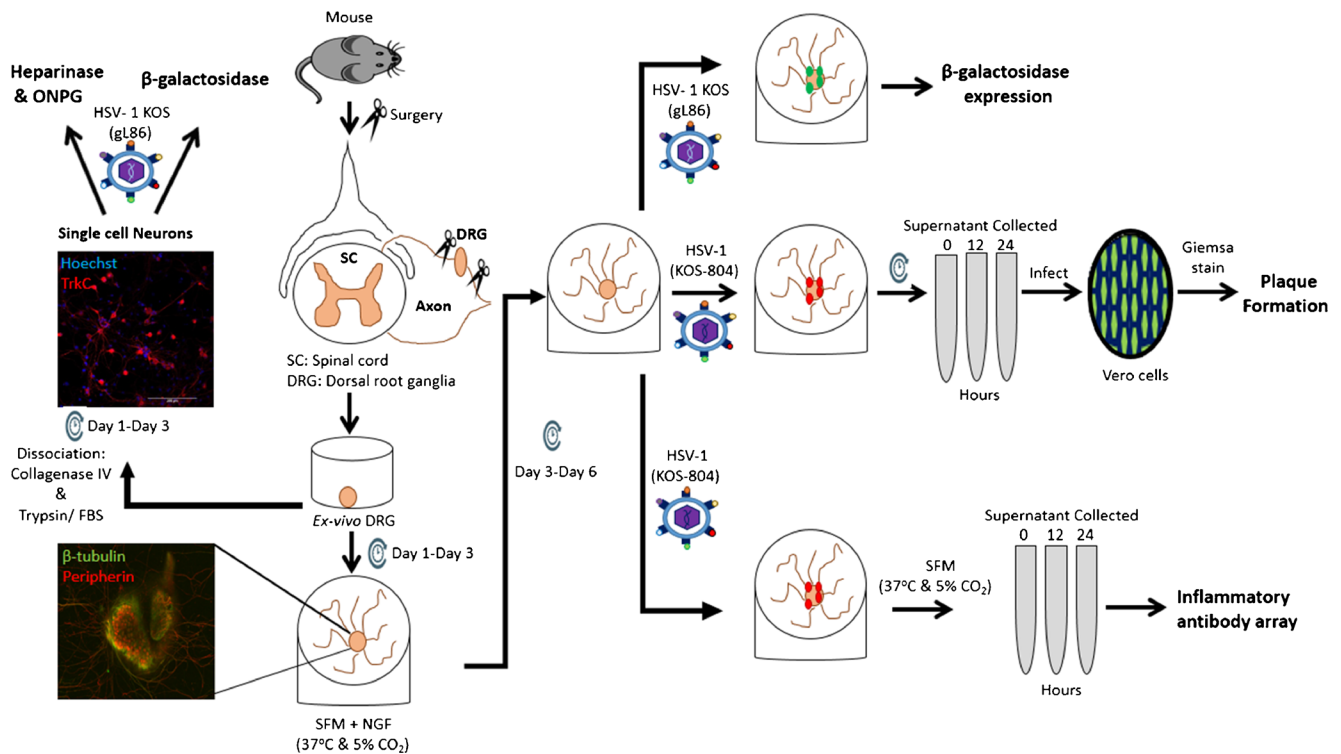 Mouse
Heparinase
& ONPG
β-galactosidase
HSV- 1 KOS
(gL86)
Surgery
Single cell Neurons
Hoechst
TrkC
Day 1-Day 3
Dissociation:
Collagenase IV
&
Trypsin/ FBS
DRG
SC
Axon
SC: Spinal cord
DRG: Dorsal root ganglia
Ex-vivo DRG
Day 1-Day 3
β-tubulin
Peripherin
SFM + NGF
(37°C & 5% CO₂)
Day 3-Day 6
HSV- 1 KOS
(gL86)
β-galactosidase
expression
HSV-1
(KOS-804)
Supernatant Collected
0 12 24
Hours
Infect
Vero cells
Giemsa
stain
Plaque
Formation
HSV-1
(KOS-804)
SFM
(37°C & 5% CO₂)
Supernatant Collected
0 12 24
Hours
Inflammatory
antibody array